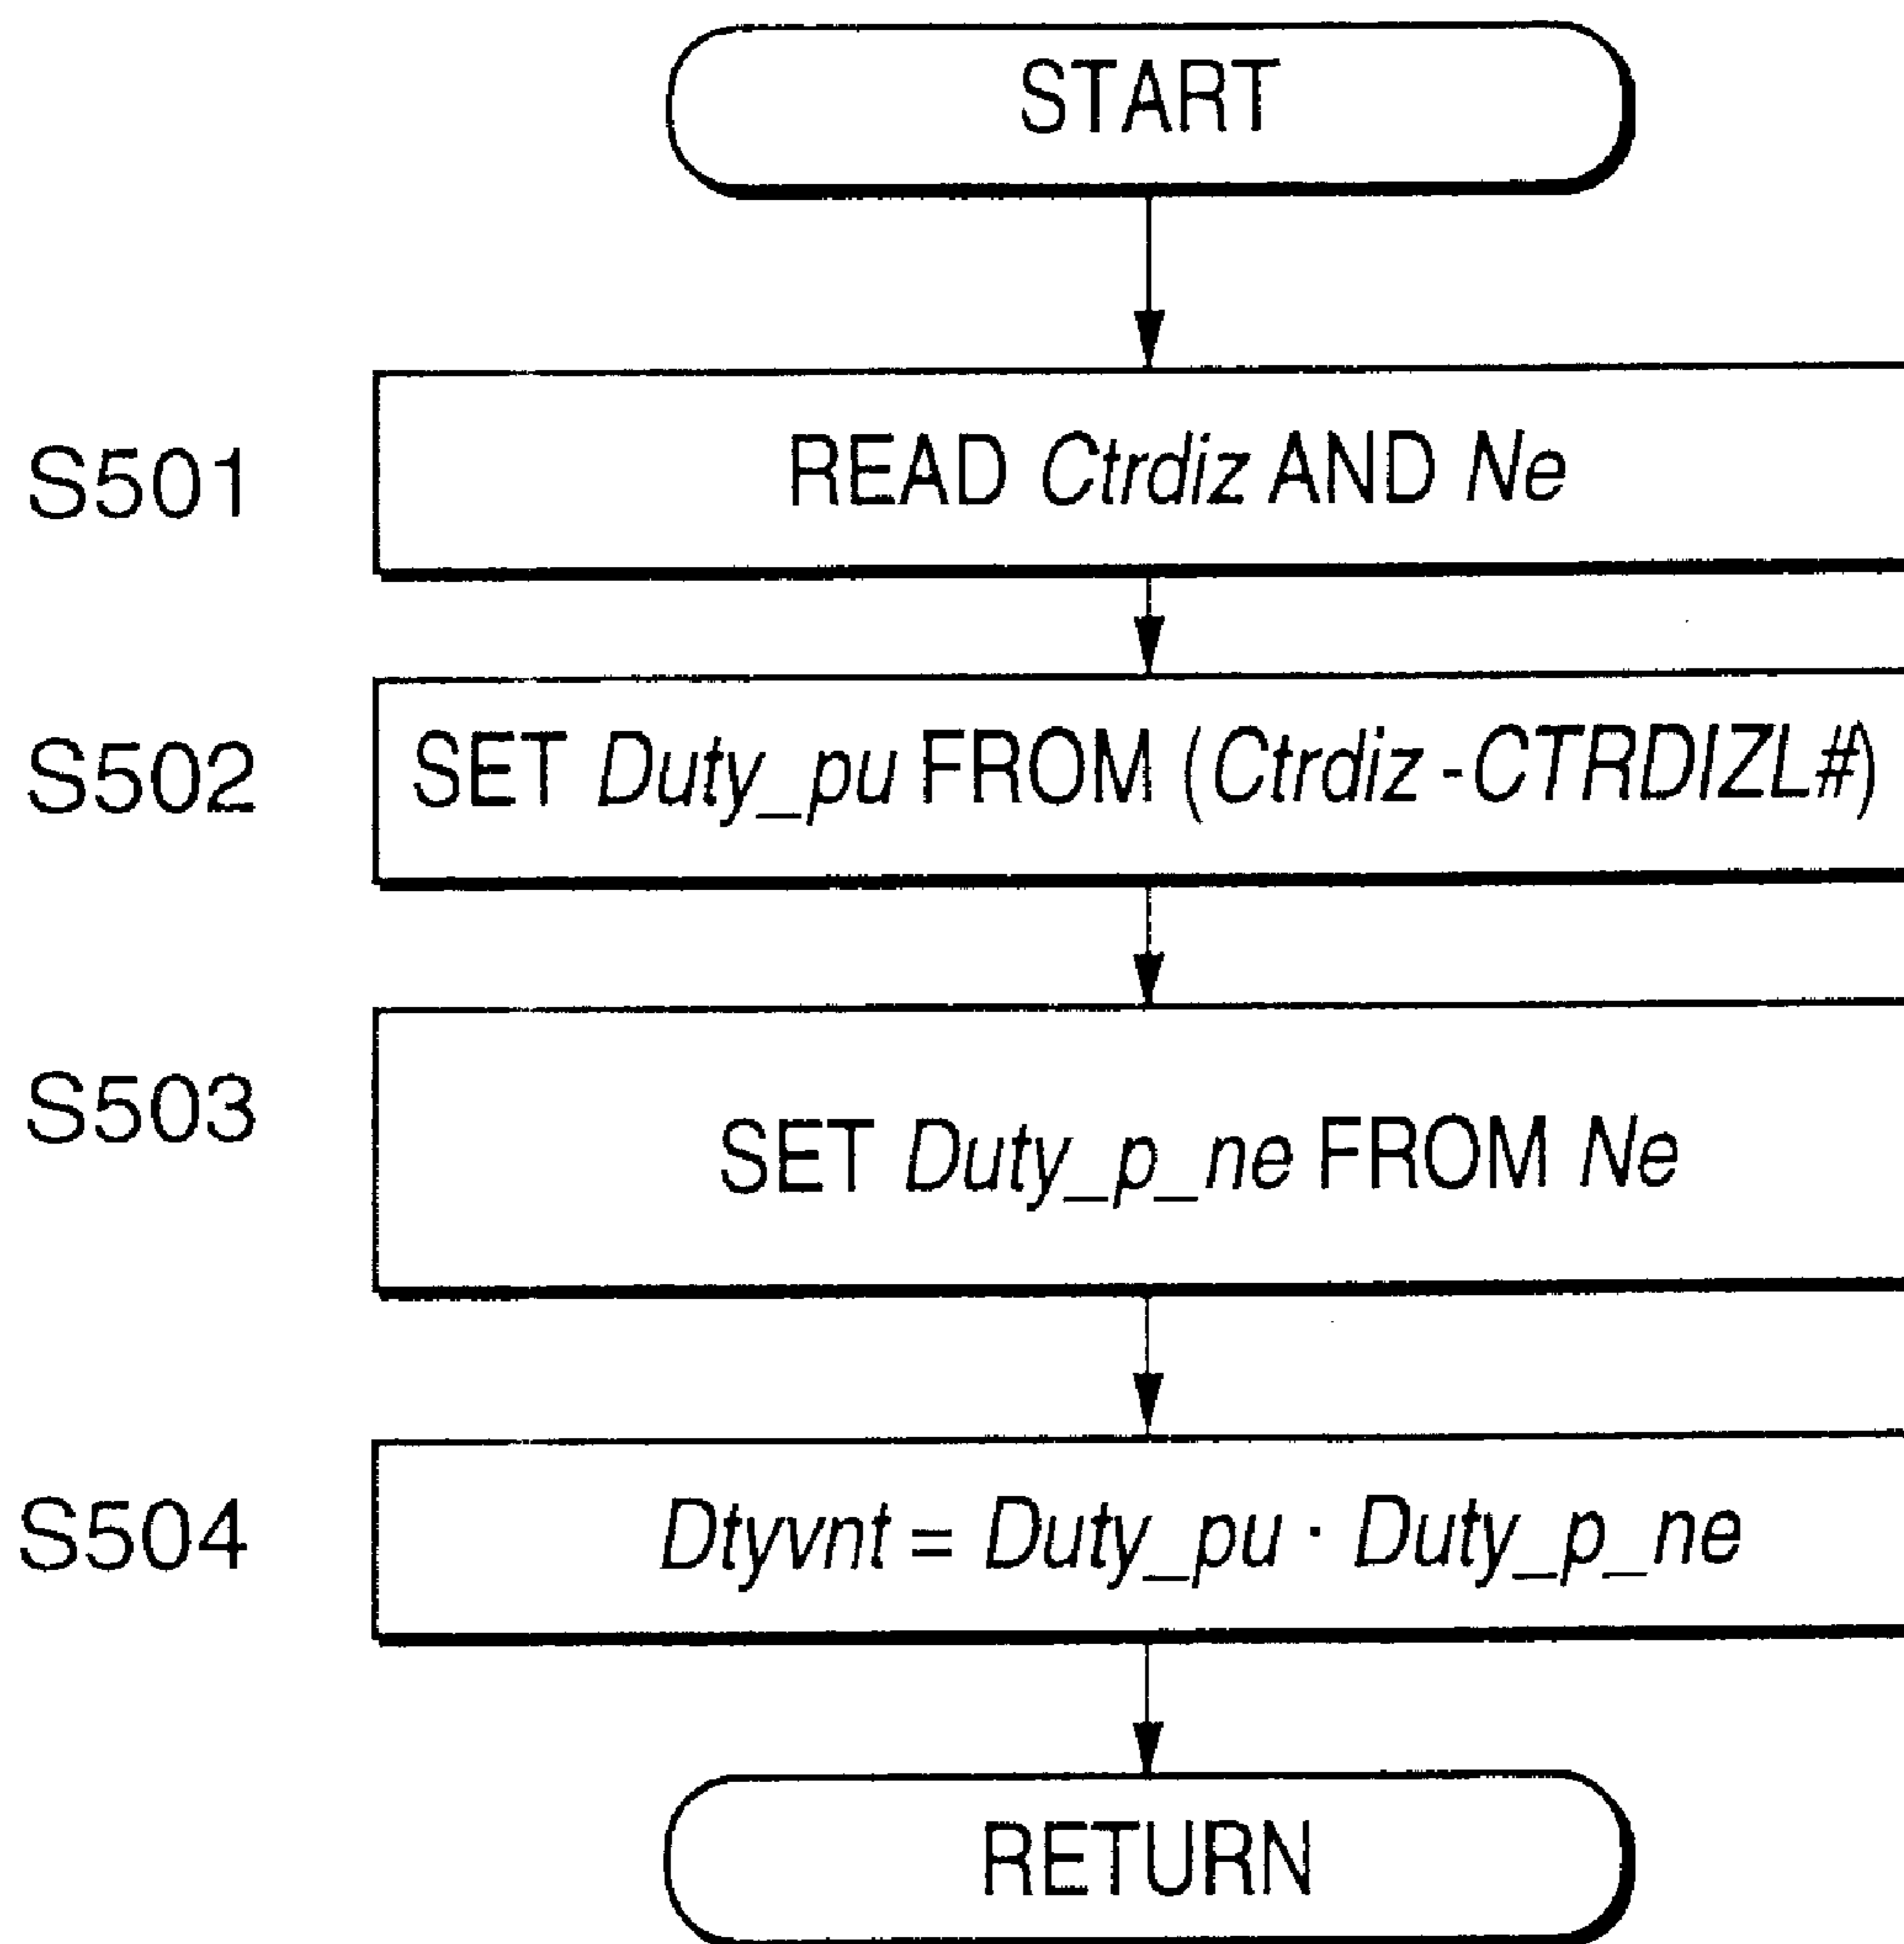 START
S501
READ Ctrdiz AND Ne
S502
SET Duty_pu FROM (Ctrdiz-CTRDIZL#)
S503
SET Duty_p_ne FROM Ne
S504
Dtyvnt = Duty_pu · Duty_p_ne
RETURN